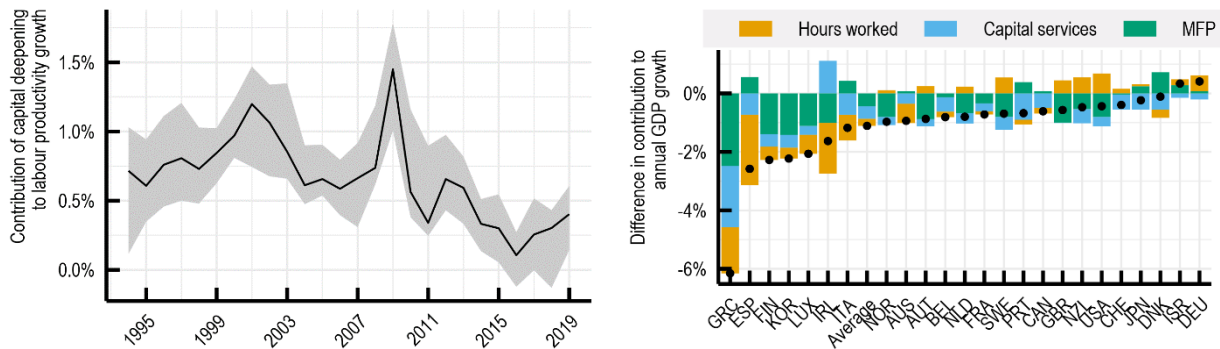 Contribution of capital deepening
to labour productivity growth
1.5%
1.0%
0.5%
0.0%
1995
1999
2003
2007
2011
2015
2019
Hours worked
Capital services
MFP
Difference in contribution to
annual GDP growth
0%
-2%
-4%
-6%
GRC
ESP
FIN
KOR
LUX
IRL
ITA
Average
NOR
AUS
AUT
BEL
NLD
FRA
SWE
PRT
CAN
GBR
NZL
USA
CHE
JPN
DNK
ISR
DEU